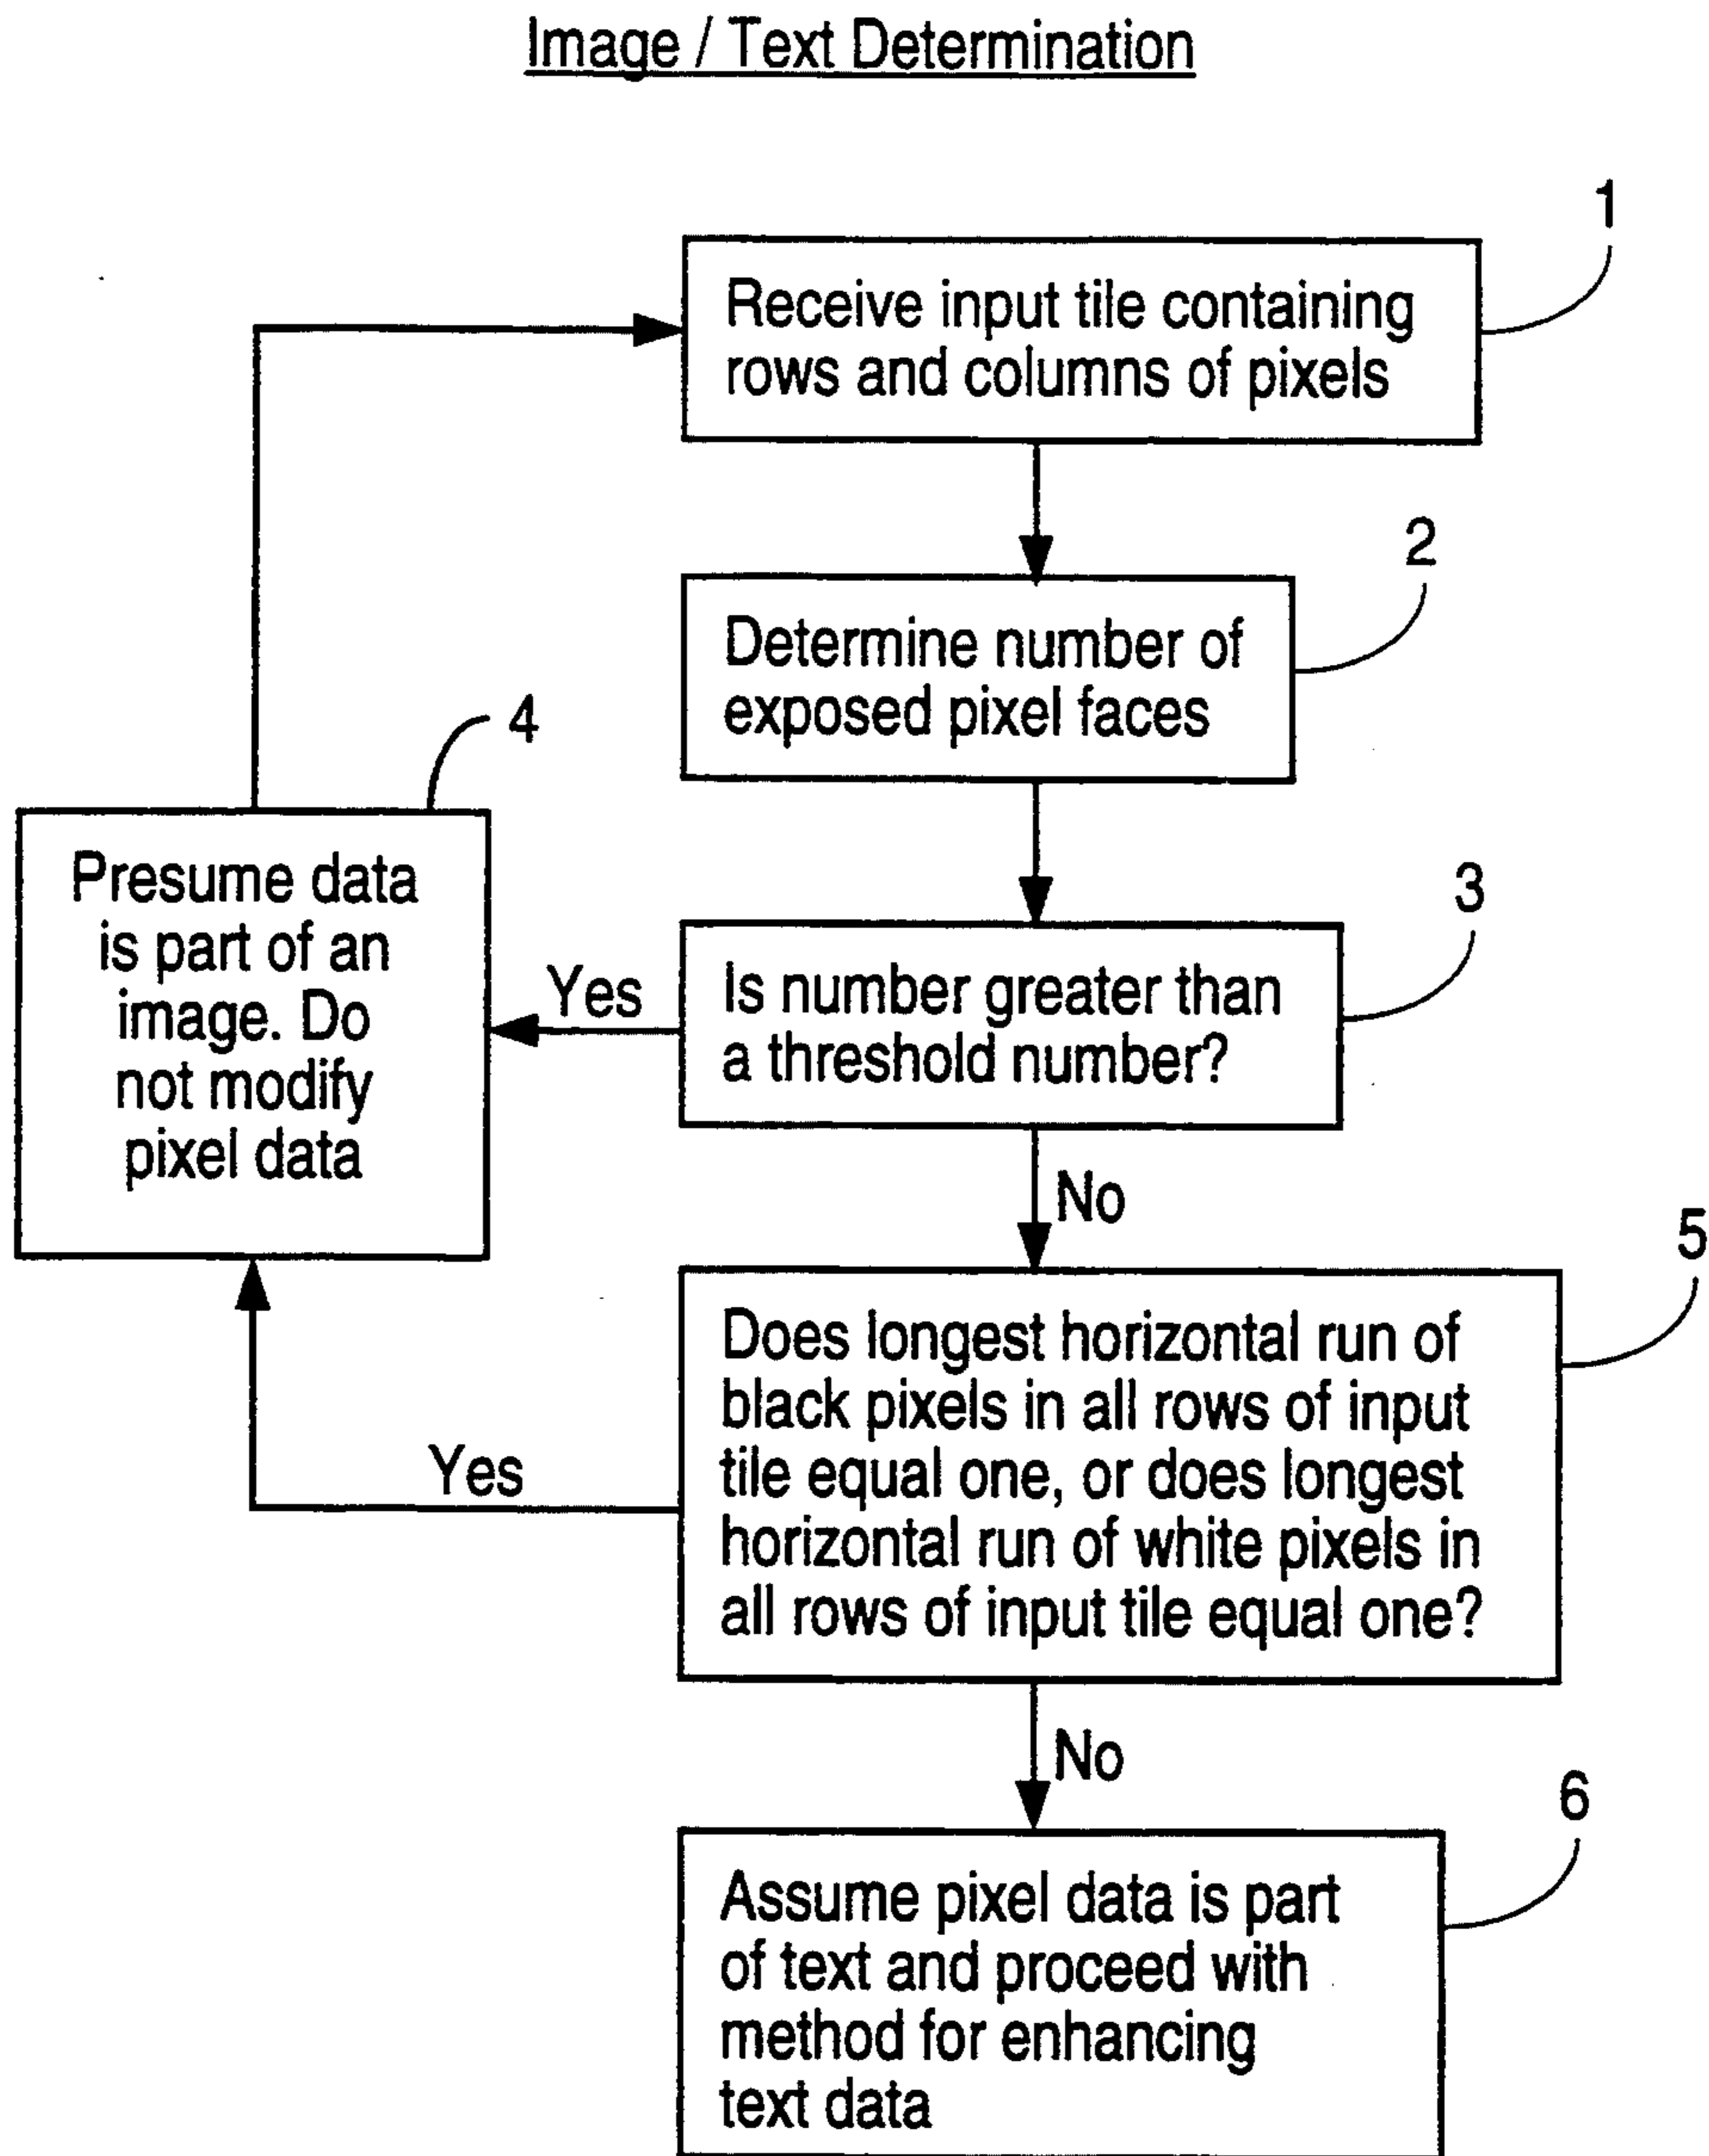 Image / Text Determination
1
Receive input tile containing
rows and columns of pixels
2
Determine number of
exposed pixel faces
4
Presume data
is part of an
image. Do
not modify
pixel data
3
Yes
Is number greater than
a threshold number?
No
5
Does longest horizontal run of
black pixels in all rows of input
tile equal one, or does longest
horizontal run of white pixels in
all rows of input tile equal one?
Yes
No
6
Assume pixel data is part
of text and proceed with
method for enhancing
text data